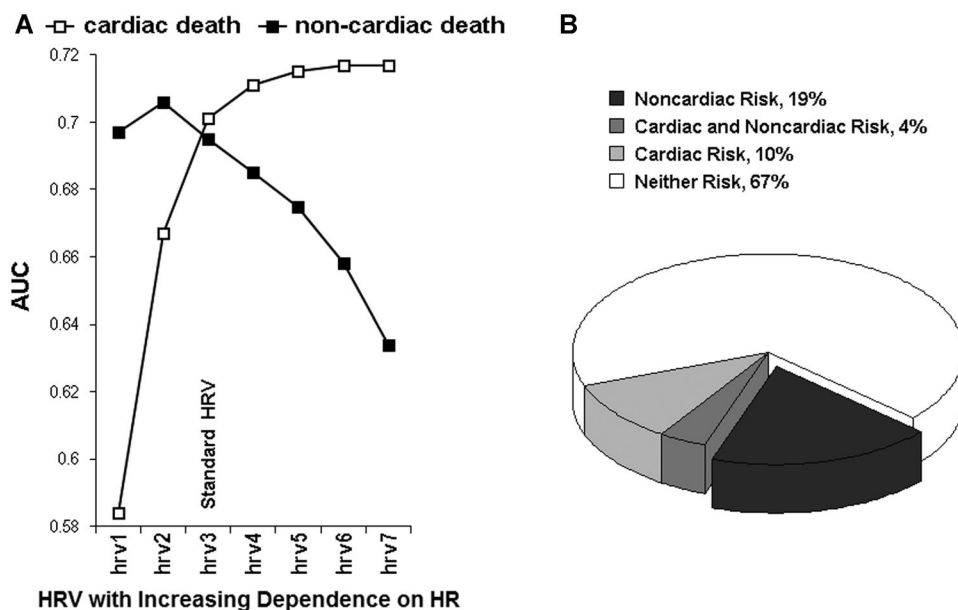 A
cardiac death
non-cardiac death
0.72
0.7
0.68
0.66
0.64
0.62
0.6
0.58
AUC
Standard HRV
hrv1
hrv2
hrv3
hrv4
hrv5
hrv6
hrv7
HRV with Increasing Dependence on HR
B
Noncardiac Risk, 19%
Cardiac and Noncardiac Risk, 4%
Cardiac Risk, 10%
Neither Risk, 67%